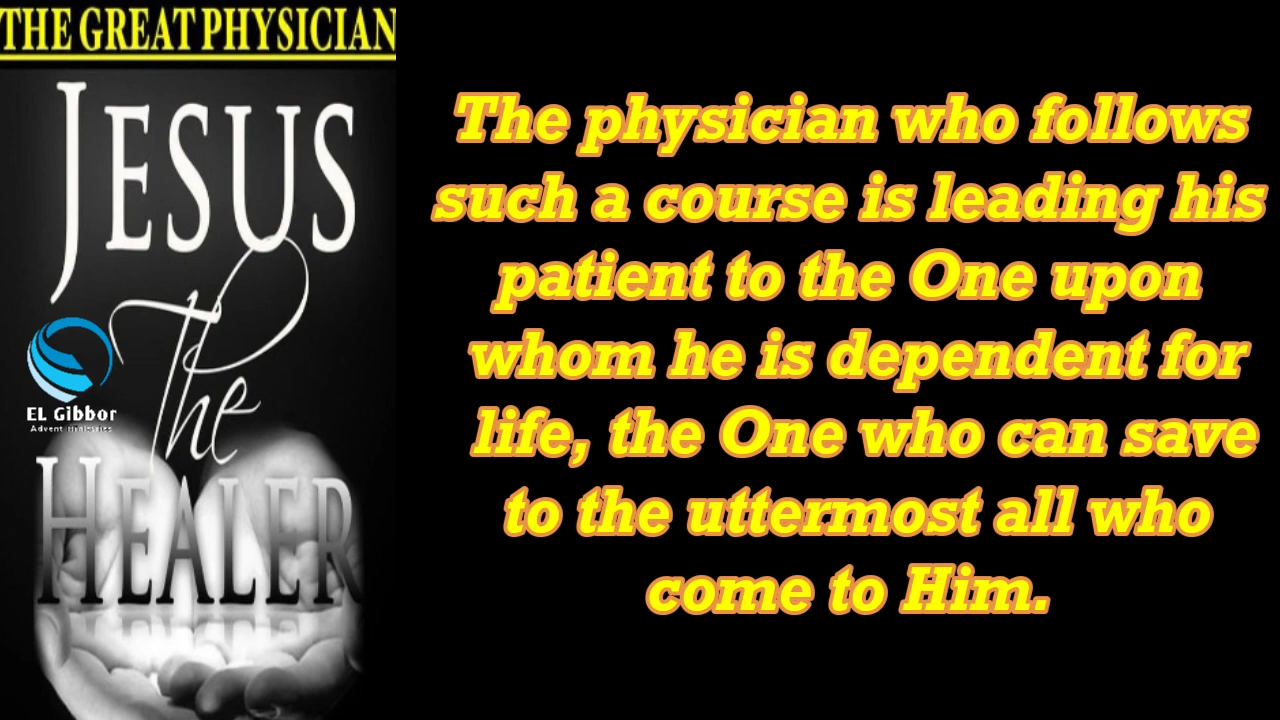 THE GREAT PHYSICIAN
JESUS
The
HEALER
EL Gibbor
Advent Ministries
The physician who follows
such a course is leading his
patient to the One upon
whom he is dependent for
life, the One who can save
to the uttermost all who
come to Him.